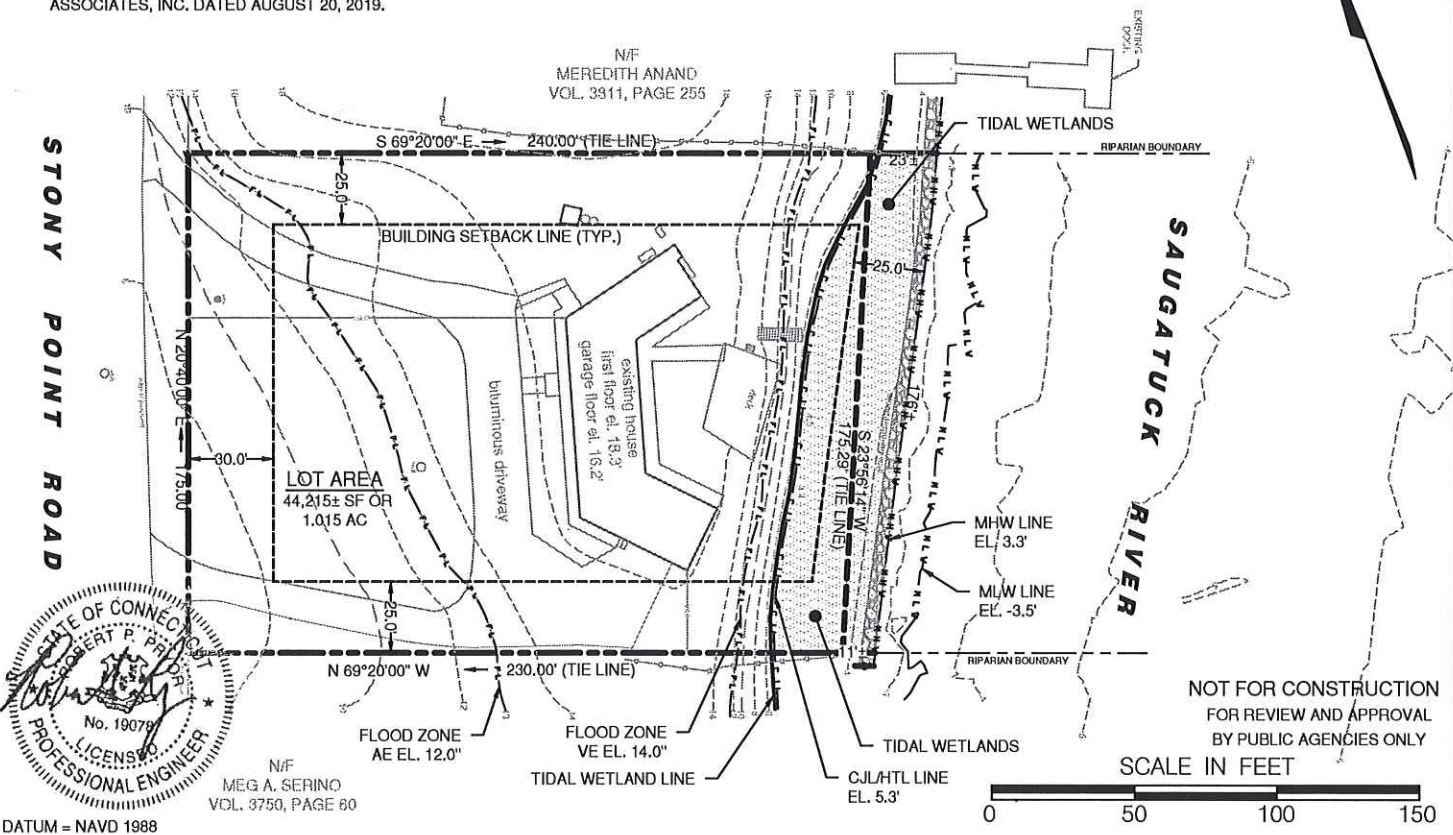 ASSOCIATES, INC. DATED AUGUST 20, 2019.
N/F
MEREDITH ANAND
VOL. 3911, PAGE 255
EXISTING
DOCK
TIDAL WETLANDS
S 69°20'00" E
240.00' (TIE LINE)
RIPARIAN BOUNDARY
23±
25.0'
BUILDING SETBACK LINE (TYP.)
25.0
STONY POINT ROAD
N 20°40'00" E
175.00'
30.0'
LOT AREA
44,215± SF OR
1.015 AC
bituminous driveway
existing house
first floor el. 18.3'
garage floor el. 16.2'
deck
S 23°56'14" W
175.29' (TIE LINE)
176±
SAUGATUCK RIVER
MHW LINE
EL. 3.3'
MLW LINE
EL. -3.5'
25.0'
11±
RIPARIAN BOUNDARY
N 69°20'00" W
230.00' (TIE LINE)
STATE OF CONNECTICUT
ROBERT P. PRYOR
No. 19079
LICENSED
PROFESSIONAL ENGINEER
FLOOD ZONE
AE EL. 12.0"
FLOOD ZONE
VE EL. 14.0"
TIDAL WETLAND LINE
TIDAL WETLANDS
CJL/HTL LINE
EL. 5.3'
N/F
MEG A. SERINO
VOL. 3750, PAGE 60
NOT FOR CONSTRUCTION
FOR REVIEW AND APPROVAL
BY PUBLIC AGENCIES ONLY
SCALE IN FEET
0 50 100 150
DATUM = NAVD 1988